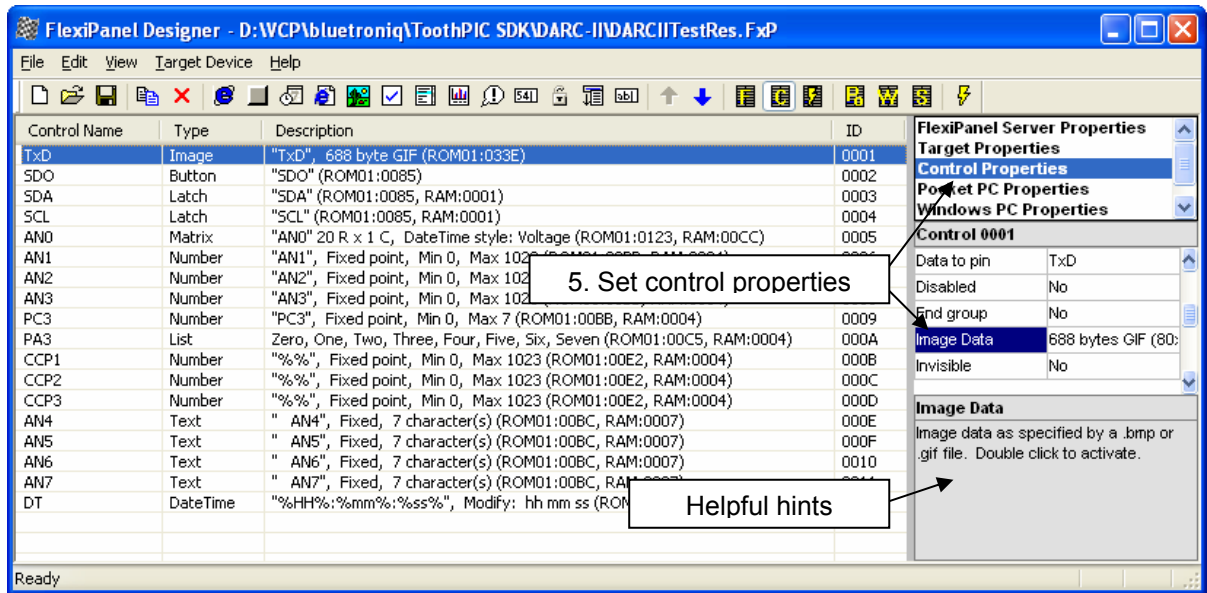 FlexiPanel Designer - D:\WCP\bluetroniq\ToothPIC SDK\DARC-II\DARCIITestRes.FxP
File Edit View Target Device Help
Control Name Type Description ID
TxD Image "TxD", 688 byte GIF (ROM01:033E) 0001
SDO Button "SDO" (ROM01:0085) 0002
SDA Latch "SDA" (ROM01:0085, RAM:0001) 0003
SCL Latch "SCL" (ROM01:0085, RAM:0001) 0004
AN0 Matrix "AN0" 20 R x 1 C, DateTime style: Voltage (ROM01:0123, RAM:00CC) 0005
AN1 Number "AN1", Fixed point, Min 0, Max
AN2 Number "AN2", Fixed point, Min 0, Max 102
AN3 Number "AN3", Fixed point, Min 0, Max 102
PC3 Number "PC3", Fixed point, Min 0, Max 7 (ROM01:00BB, RAM:0004) 0009
PA3 List Zero, One, Two, Three, Four, Five, Six, Seven (ROM01:00C5, RAM:0004) 000A
CCP1 Number "%%", Fixed point, Min 0, Max 1023 (ROM01:00E2, RAM:0004) 000B
CCP2 Number "%%", Fixed point, Min 0, Max 1023 (ROM01:00E2, RAM:0004) 000C
CCP3 Number "%%", Fixed point, Min 0, Max 1023 (ROM01:00E2, RAM:0004) 000D
AN4 Text " AN4", Fixed, 7 character(s) (ROM01:00BC, RAM:0007) 000E
AN5 Text " AN5", Fixed, 7 character(s) (ROM01:00BC, RAM:0007) 000F
AN6 Text " AN6", Fixed, 7 character(s) (ROM01:00BC, RAM:0007) 0010
AN7 Text " AN7", Fixed, 7 character(s) (ROM01:00BC,
DT DateTime "%HH%:%mm%:%ss%", Modify: hh mm ss (ROM
5. Set control properties
Helpful hints
FlexiPanel Server Properties
Target Properties
Control Properties
Pocket PC Properties
Windows PC Properties
Control 0001
Data to pin TxD
Disabled No
End group No
Image Data 688 bytes GIF (80:
Invisible No
Image Data
Image data as specified by a .bmp or
.gif file. Double click to activate.
Ready